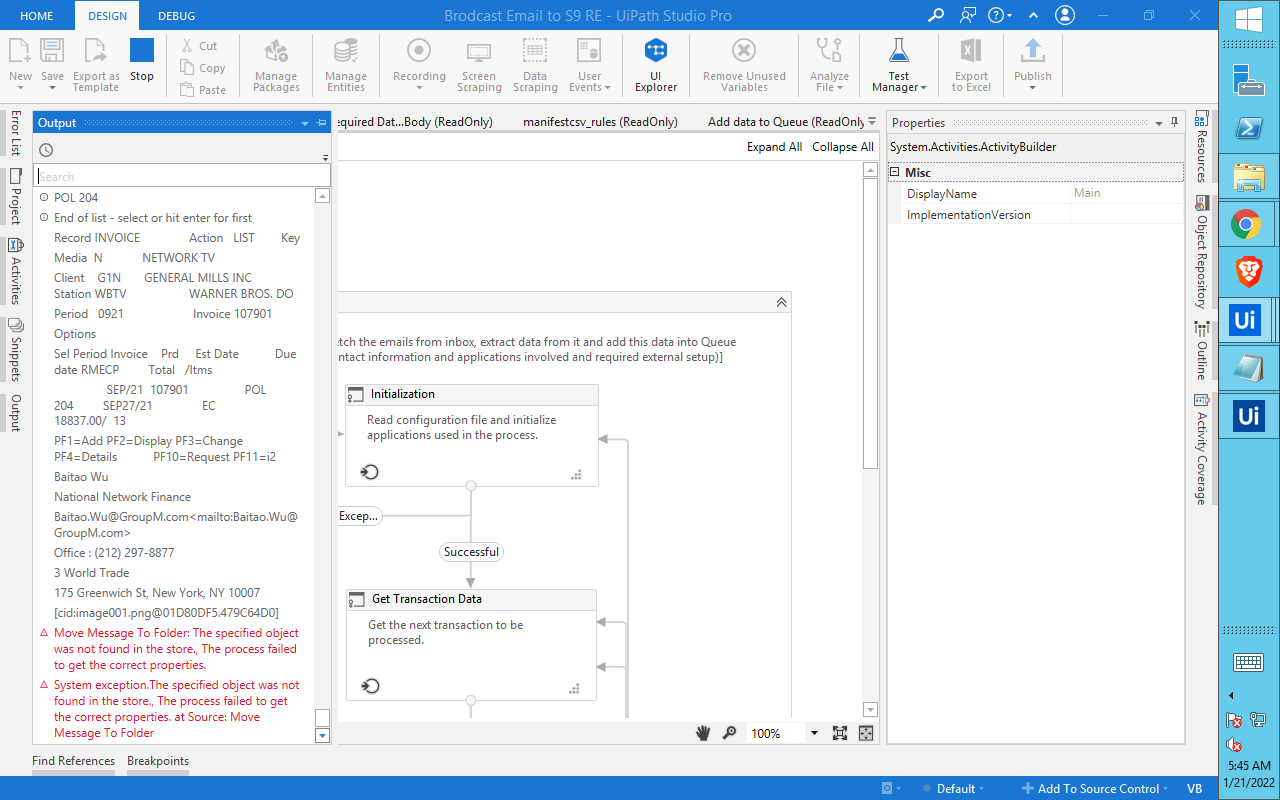 HOME DESIGN DEBUG Brodcast Email to S9 RE - UiPath Studio Pro
New Save Export as Template Stop Cut Copy Paste Manage Packages Manage Entities Recording Screen Scraping Data Scraping User Events UI Explorer Remove Unused Variables Analyze File Test Manager Export to Excel Publish
Error List
Project
Activities
Snippets
Output
Output
Search
POL 204
End of list - select or hit enter for first
Record INVOICE Action LIST Key
Media N NETWORK TV
Client G1N GENERAL MILLS INC
Station WBTV WARNER BROS. DO
Period 0921 Invoice 107901
Options
Sel Period Invoice Prd Est Date Due
date RMECP Total /Itms
SEP/21 107901 POL
204 SEP27/21 EC
18837.00/ 13
PF1=Add PF2=Display PF3=Change
PF4=Details PF10=Request PF11=i2
Baitao Wu
National Network Finance
Baitao.Wu@GroupM.com<mailto:Baitao.Wu@
GroupM.com>
Office : (212) 297-8877
3 World Trade
175 Greenwich St, New York, NY 10007
[cid:image001.png@01D80DF5.479C64D0]
Move Message To Folder: The specified object
was not found in the store., The process failed
to get the correct properties.
System exception.The specified object was not
found in the store., The process failed to get
the correct properties. at Source: Move
Message To Folder
Find References Breakpoints
equired Dat...Body (ReadOnly) manifestcsv_rules (ReadOnly) Add data to Queue (ReadOnly
Expand All Collapse All
etch the emails from inbox, extract data from it and add this data into Queue
ntact information and applications involved and required external setup)]
Initialization
Read configuration file and initialize
applications used in the process.
Excep...
Successful
Get Transaction Data
Get the next transaction to be
processed.
100%
Properties
System.Activities.ActivityBuilder
Misc
DisplayName Main
ImplementationVersion
Resources
Object Repository
Outline
Activity Coverage
Default Add To Source Control VB
Ui
Ui
5:45 AM
1/21/2022